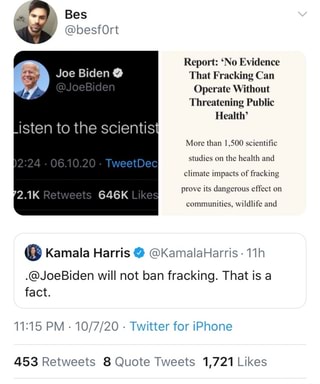 Bes
@besf0rt
Joe Biden
@JoeBiden
Listen to the scientist
02:24 · 06.10.20 · TweetDec
72.1K Retweets 646K Likes
Report: ‘No Evidence
That Fracking Can
Operate Without
Threatening Public
Health’
More than 1,500 scientific
studies on the health and
climate impacts of fracking
prove its dangerous effect on
communities, wildlife and
Kamala Harris @KamalaHarris · 11h
.@JoeBiden will not ban fracking. That is a
fact.
11:15 PM · 10/7/20 · Twitter for iPhone
453 Retweets 8 Quote Tweets 1,721 Likes